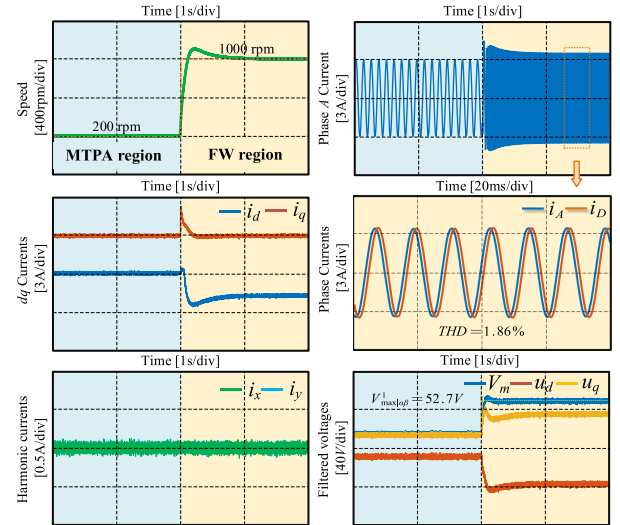 Time [1s/div]
Speed
[400rpm/div]
1000 rpm
200 rpm
MTPA region
FW region
Time [1s/div]
Phase A Current
[3A/div]
Time [1s/div]
dq Currents
[3A/div]
i_d i_q
Time [20ms/div]
Phase Currents
[3A/div]
i_A i_D
THD=1.86%
Time [1s/div]
Harmonic currents
[0.5A/div]
i_x i_y
Time [1s/div]
Filtered voltages
[40V/div]
V_m u_d u_q
V^1_max|αβ = 52.7V